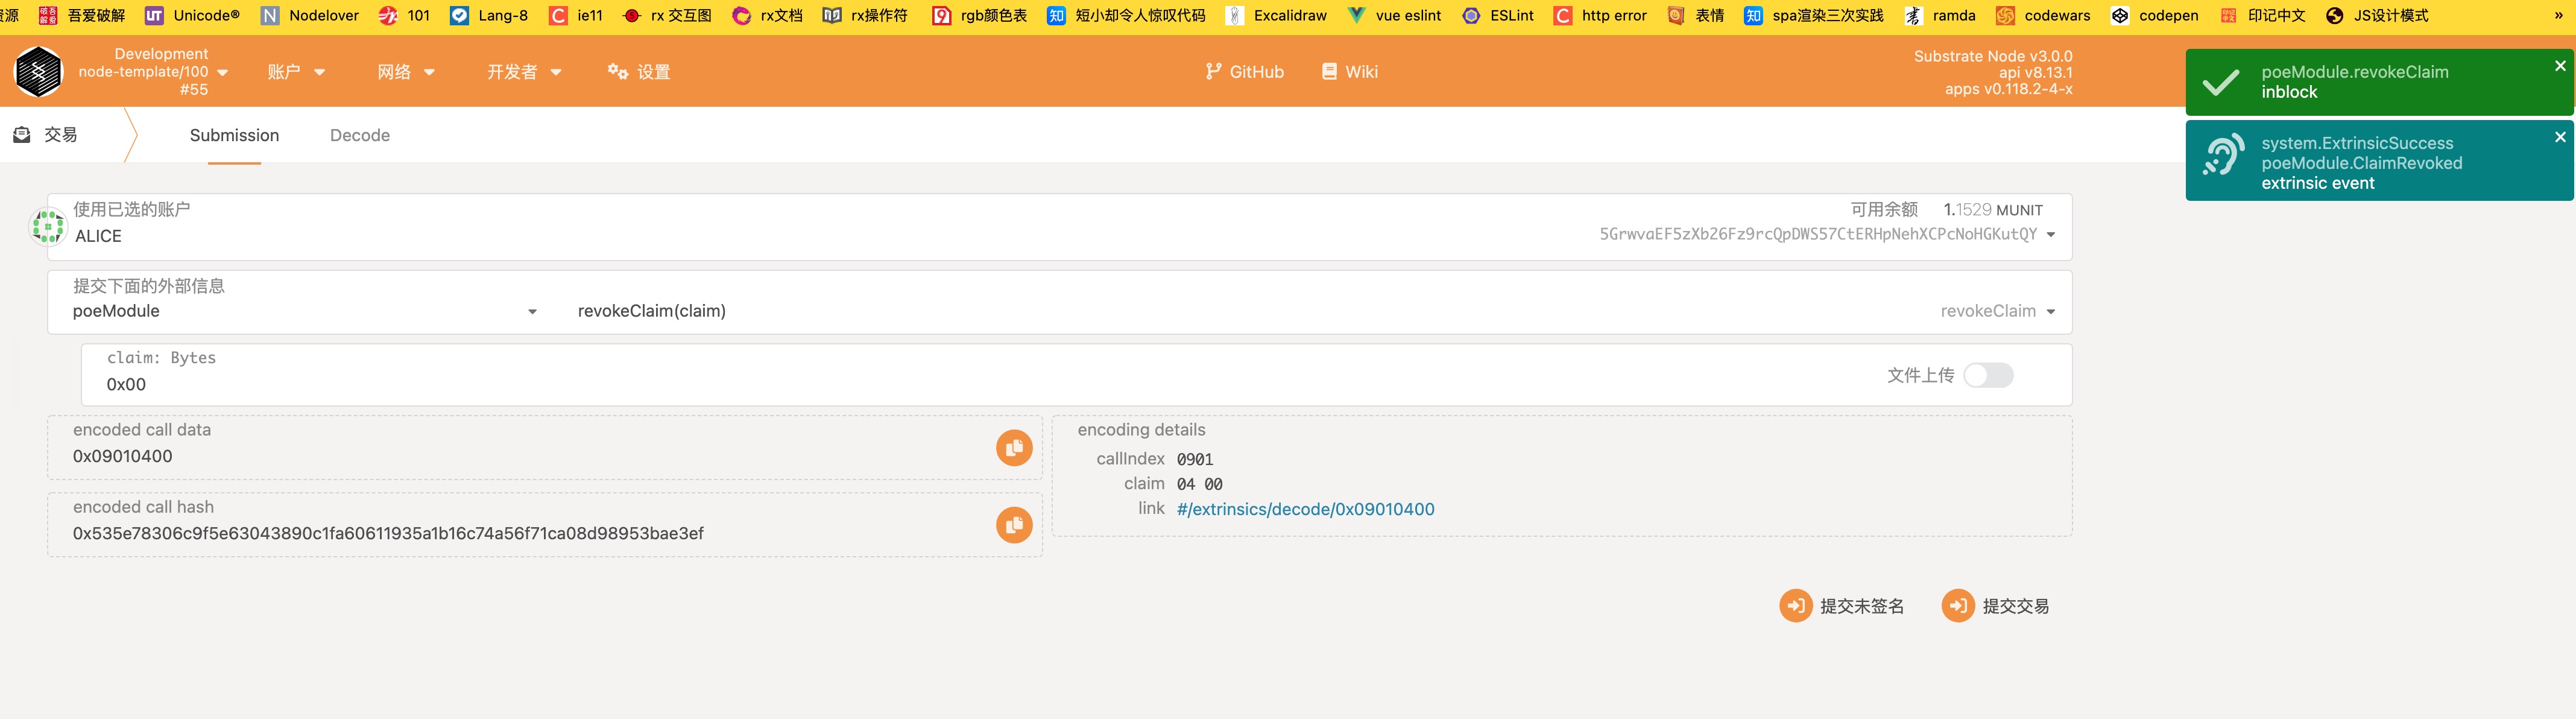 资源 吾爱破解 Unicode® Nodelover 101 Lang-8 ie11 rx 交互图 rx文档 rx操作符 rgb颜色表 短小却令人惊叹代码 Excalidraw vue eslint ESLint http error 表情 spa渲染三次实践 ramda codewars codepen 印记中文 JS设计模式 »
Development
node-template/100
#55
账户 网络 开发者 设置
GitHub Wiki
Substrate Node v3.0.0
api v8.13.1
apps v0.118.2-4-x
poeModule.revokeClaim
inblock
system.ExtrinsicSuccess
poeModule.ClaimRevoked
extrinsic event
交易 Submission Decode
使用已选的账户
ALICE
可用余额 1.1529 MUNIT
5GrwvaEF5zXb26Fz9rcQpDWS57CtERHpNehXCPcNoHGKutQY
提交下面的外部信息
poeModule revokeClaim(claim) revokeClaim
claim: Bytes
0x00
文件上传
encoded call data
0x09010400
encoded call hash
0x535e78306c9f5e63043890c1fa60611935a1b16c74a56f71ca08d98953bae3ef
encoding details
callIndex 0901
claim 04 00
link #/extrinsics/decode/0x09010400
提交未签名 提交交易